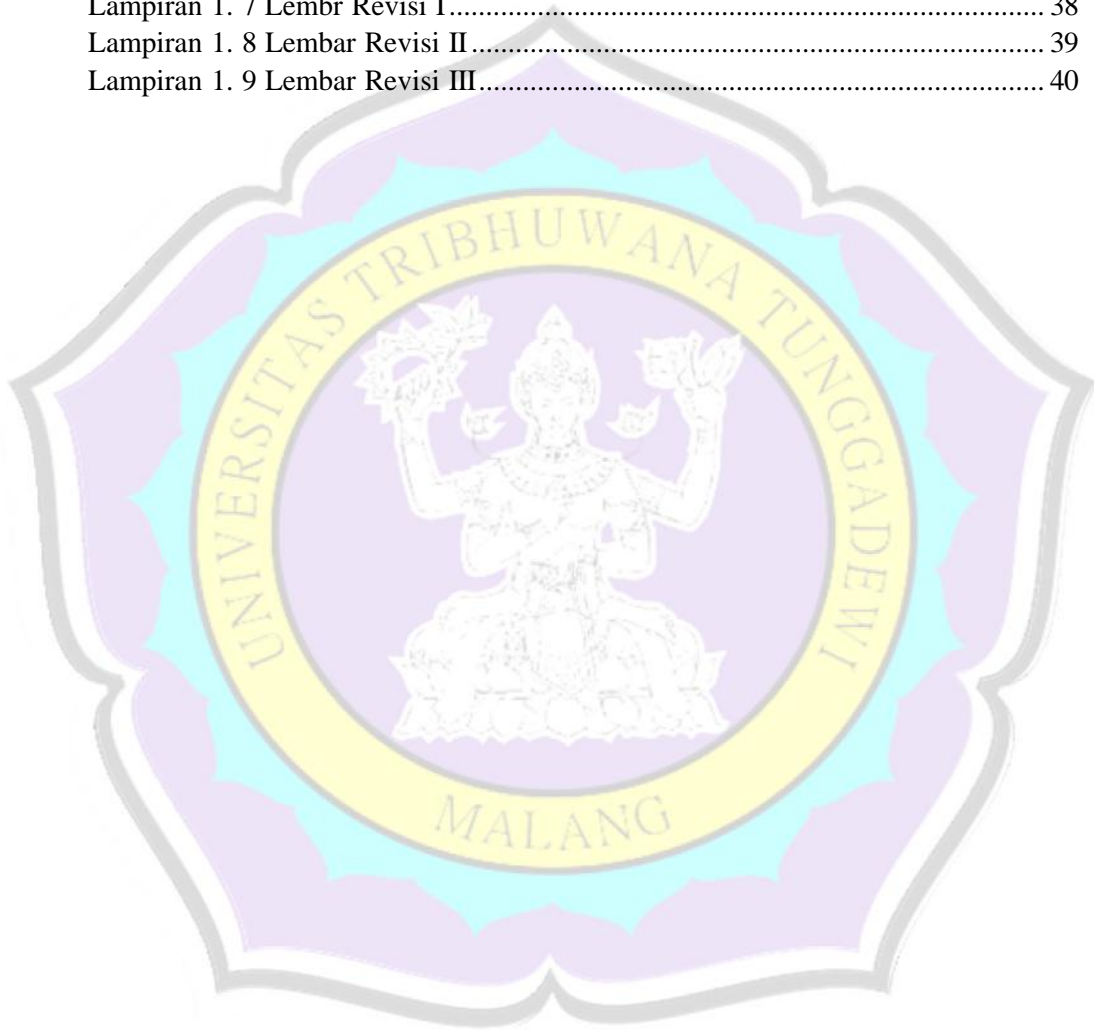 Lampiran 1. 7 Lembr Revisi I........................................................................... 38
Lampiran 1. 8 Lembar Revisi II........................................................................ 39
Lampiran 1. 9 Lembar Revisi III....................................................................... 40
UNIVERSITAS TRIBHUWANA TUNGGADEWI
MALANG